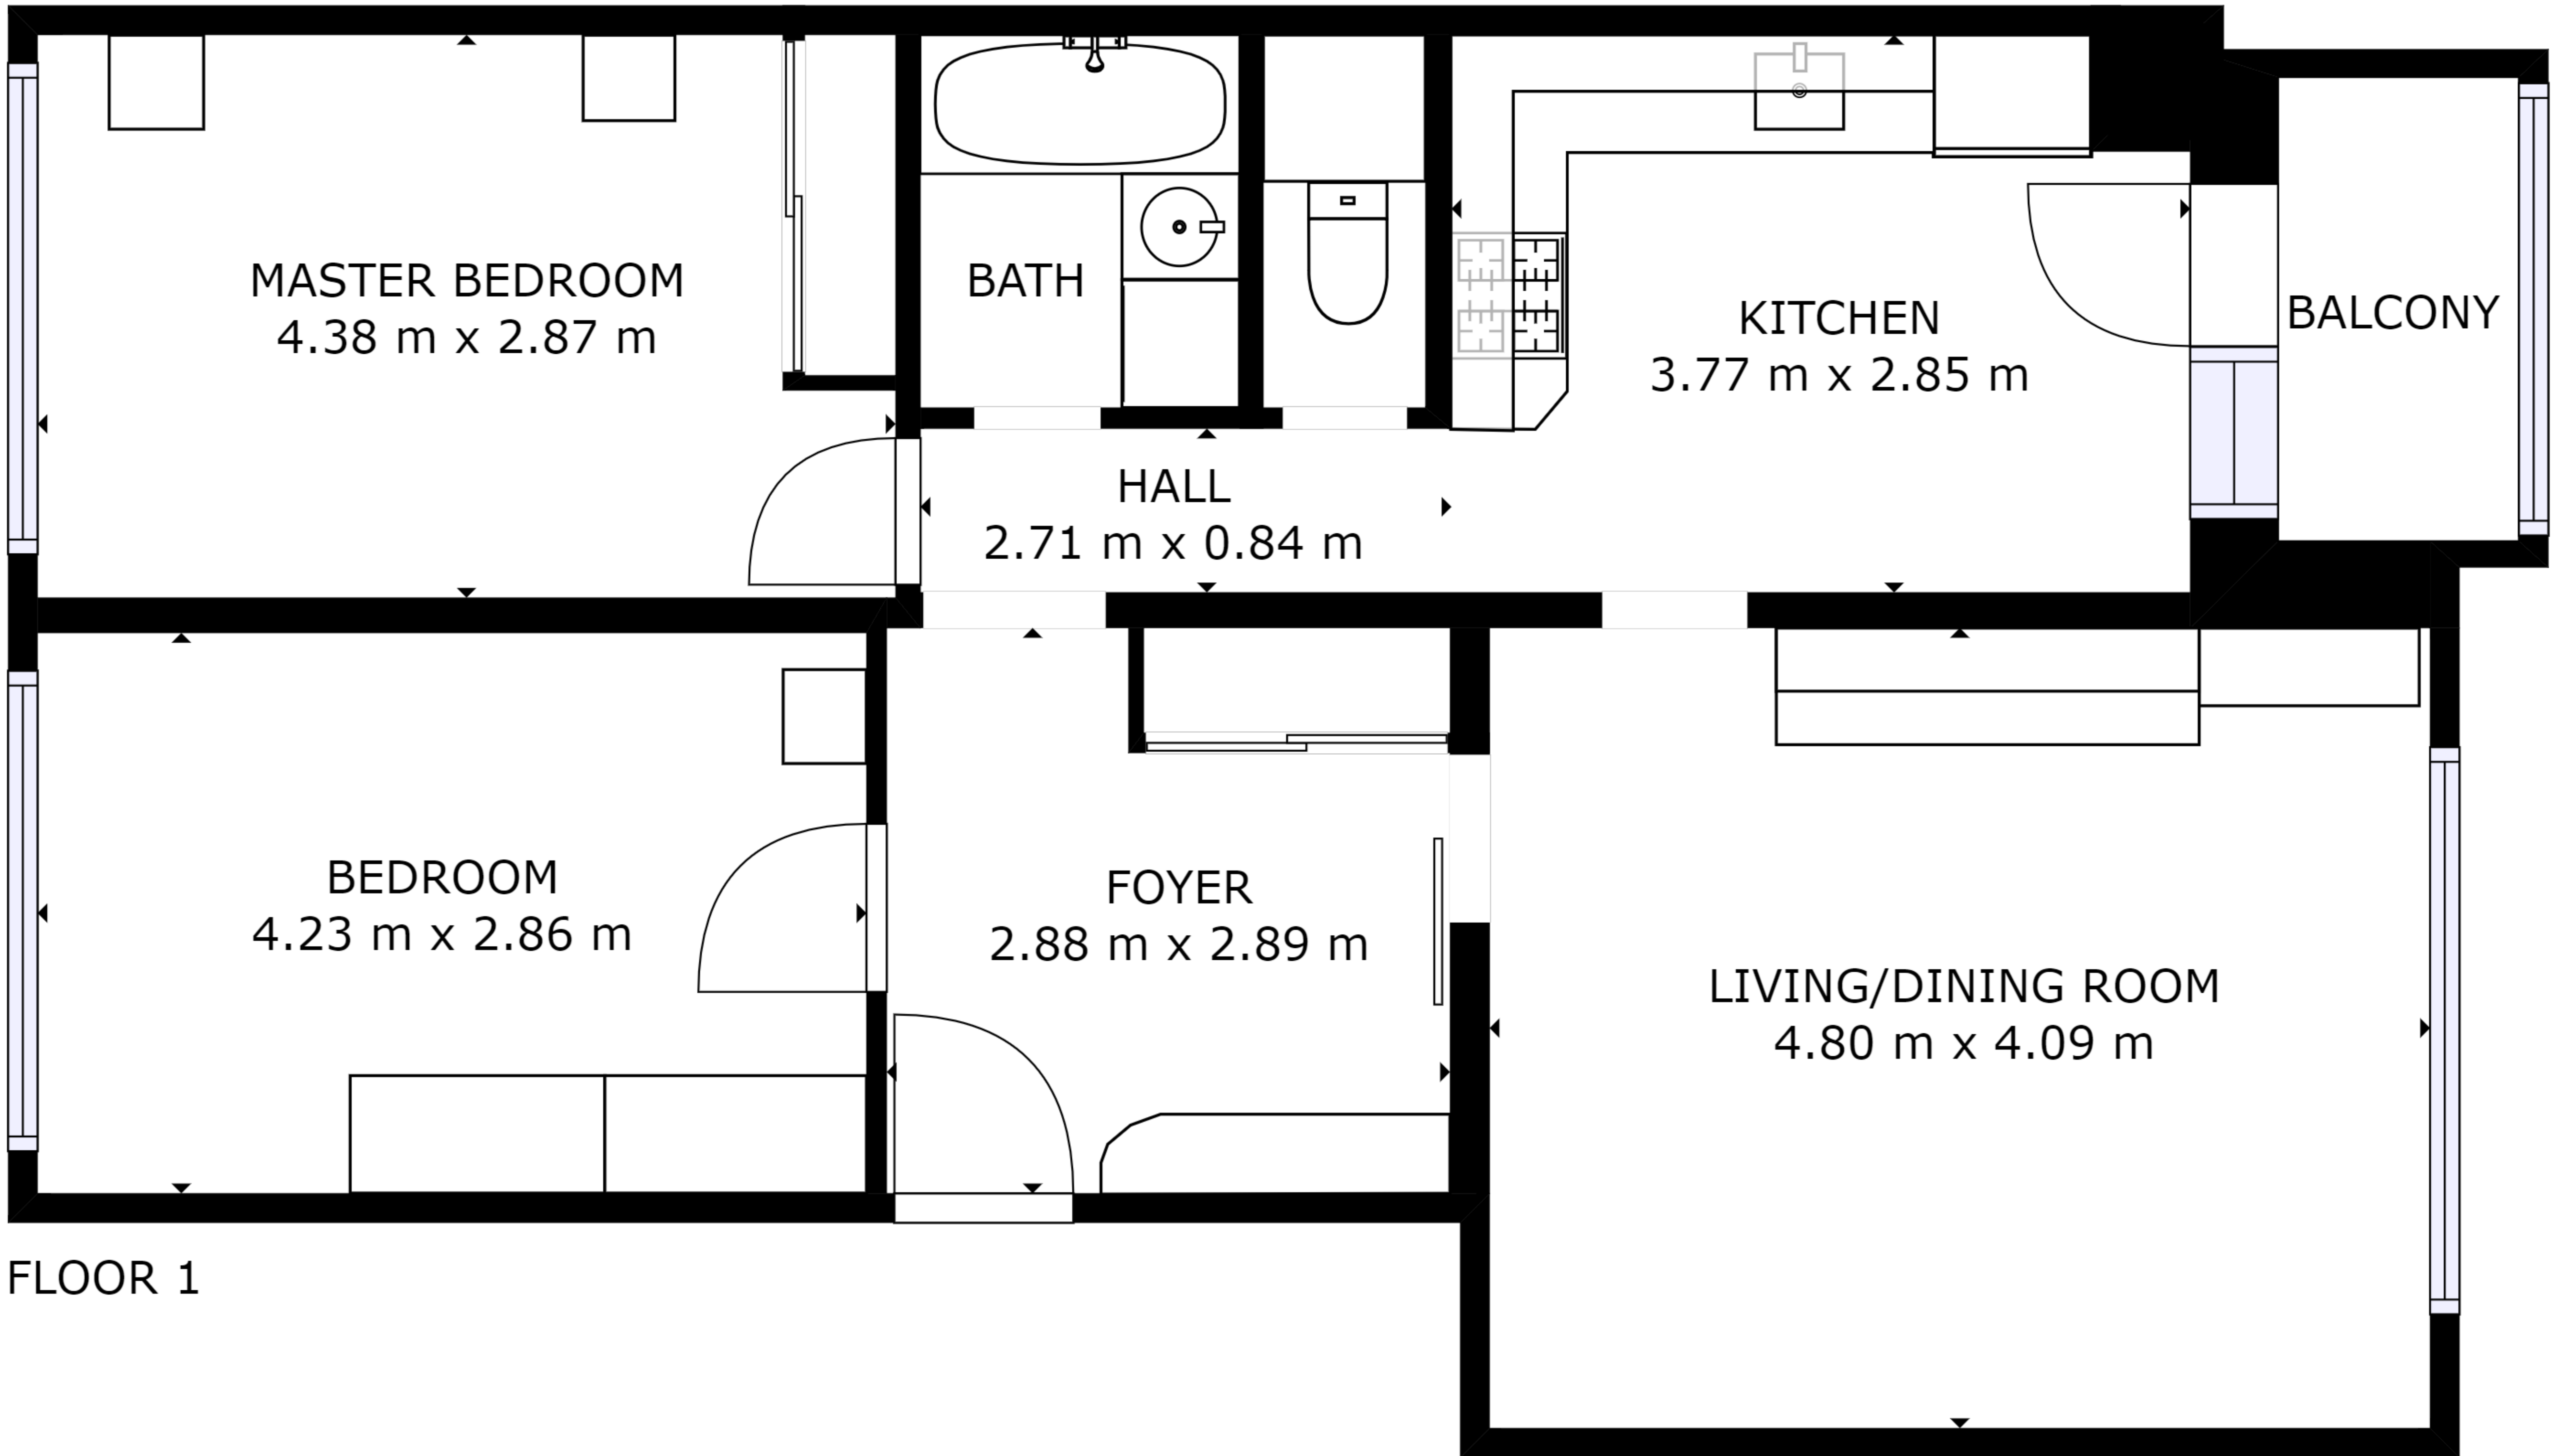 MASTER BEDROOM
4.38 m x 2.87 m
BATH
KITCHEN
3.77 m x 2.85 m
BALCONY
HALL
2.71 m x 0.84 m
BEDROOM
4.23 m x 2.86 m
FOYER
2.88 m x 2.89 m
LIVING/DINING ROOM
4.80 m x 4.09 m
FLOOR 1